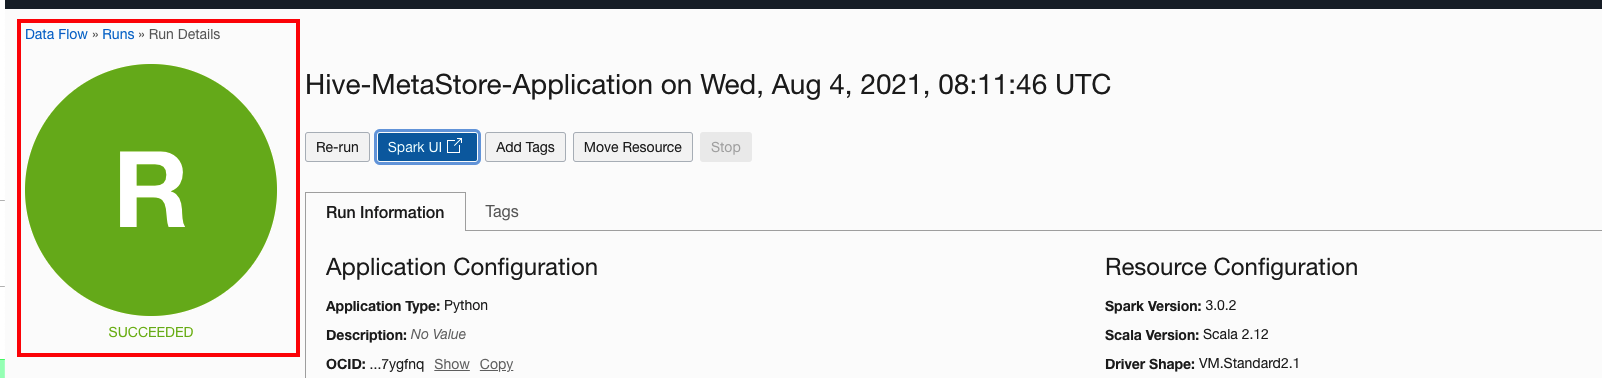 Data Flow » Runs » Run Details
R
SUCCEEDED
Hive-MetaStore-Application on Wed, Aug 4, 2021, 08:11:46 UTC
Re-run Spark UI Add Tags Move Resource Stop
Run Information Tags
Application Configuration
Application Type: Python
Description: No Value
OCID: ...7ygfnq Show Copy
Resource Configuration
Spark Version: 3.0.2
Scala Version: Scala 2.12
Driver Shape: VM.Standard2.1